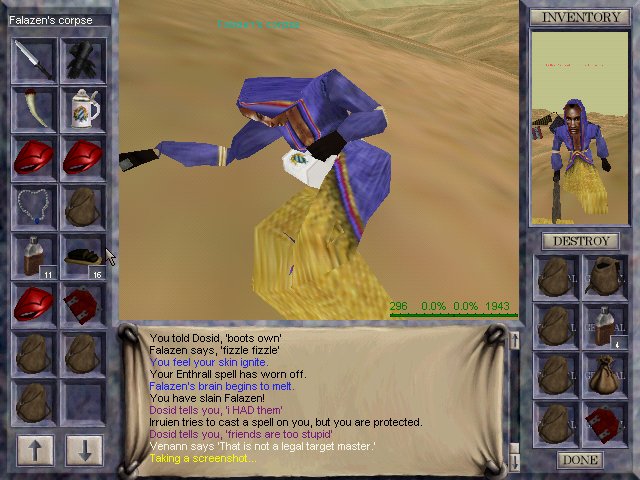 Falazen's corpse
Falazen's corpse
INVENTORY
DESTROY
11
16
4
296 0.0% 0.0% 1943
You told Dosid, 'boots own'
Falazen says, 'fizzle fizzle'
You feel your skin ignite.
Your Enthrall spell has worn off.
Falazen's brain begins to melt.
You have slain Falazen!
Dosid tells you, 'i HAD them'
Irruien tries to cast a spell on you, but you are protected.
Dosid tells you, 'friends are too stupid'
Venann says 'That is not a legal target master.'
Taking a screenshot...
DONE